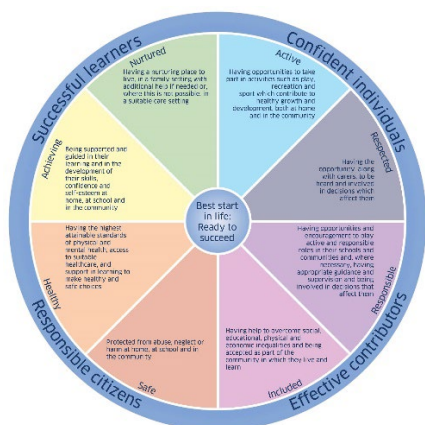 Successful learners
Confident individuals
Nurtured
Having a nurturing place to
live, in a family setting with
additional help if needed or,
where this is not possible, in
a suitable care setting
Active
Having opportunities to take
part in activities such as play,
recreation and
sport which contribute to
healthy growth and
development, both at home
and in the community
Achieving
Being supported and
guided in their
learning and in the
development of
their skills,
confidence and
self-esteem at
home, at school and
in the community
Respected
Having the
opportunity, along
with carers, to be
heard and involves
in decisions which
affect them
Best start
in life:
Ready to
succeed
Healthy
Having the highest
attainable standards
of physical and
mental health, access
to suitable
healthcare, and
support in learning to
make healthy and
safe choices
Responsible
Having opportunities and
encouragement to play
active and responsible
roles in their schools and
communities and, where
necessary, having
appropriate guidance and
supervision and being
involved in decisions that
affect them
Safe
Protected from abuse, neglect or
harm at home, at school and in
the community
Included
Having help to overcome social,
educational, physical and
economic inequalities and being
accepted as part of the
community in which they live and
learn
Responsible citizens
Effective contributors